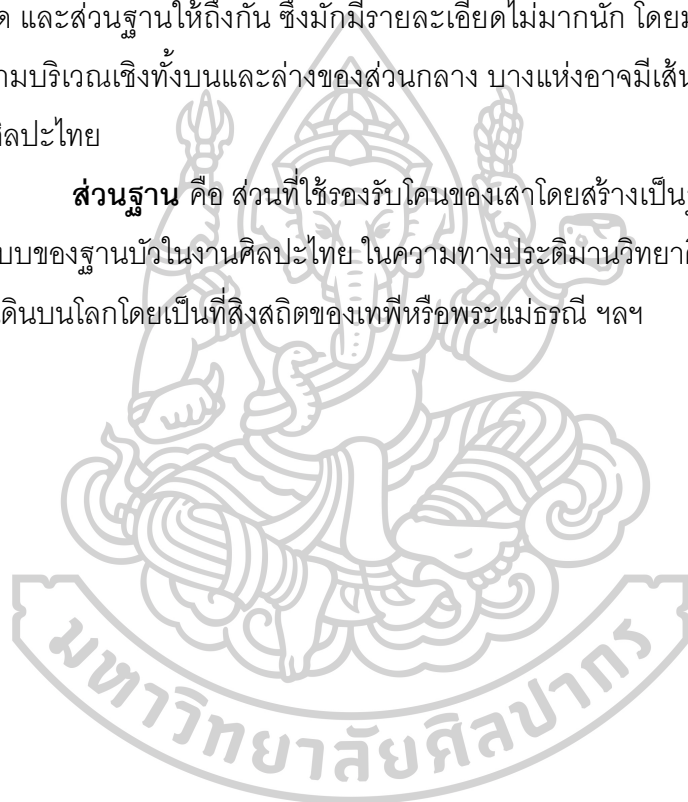 ด และส่วนฐานให้ถึงกัน ซึ่งมักมีรายละเอียดไม่มากนัก โดยม
ามบริเวณเชิงทั้งบนและล่างของส่วนกลาง บางแห่งอาจมีเส้น
ศิลปะไทย
ส่วนฐาน คือ ส่วนที่ใช้รองรับโคนของเสาโดยสร้างเป็นฐ
บบของฐานบัวในงานศิลปะไทย ในความทางประติมานวิทยาศ
เดินบนโลกโดยเป็นที่สิงสถิตของเทพีหรือพระแม่ธรณี ฯลฯ
มหาวิทยาลัยศิลปากร